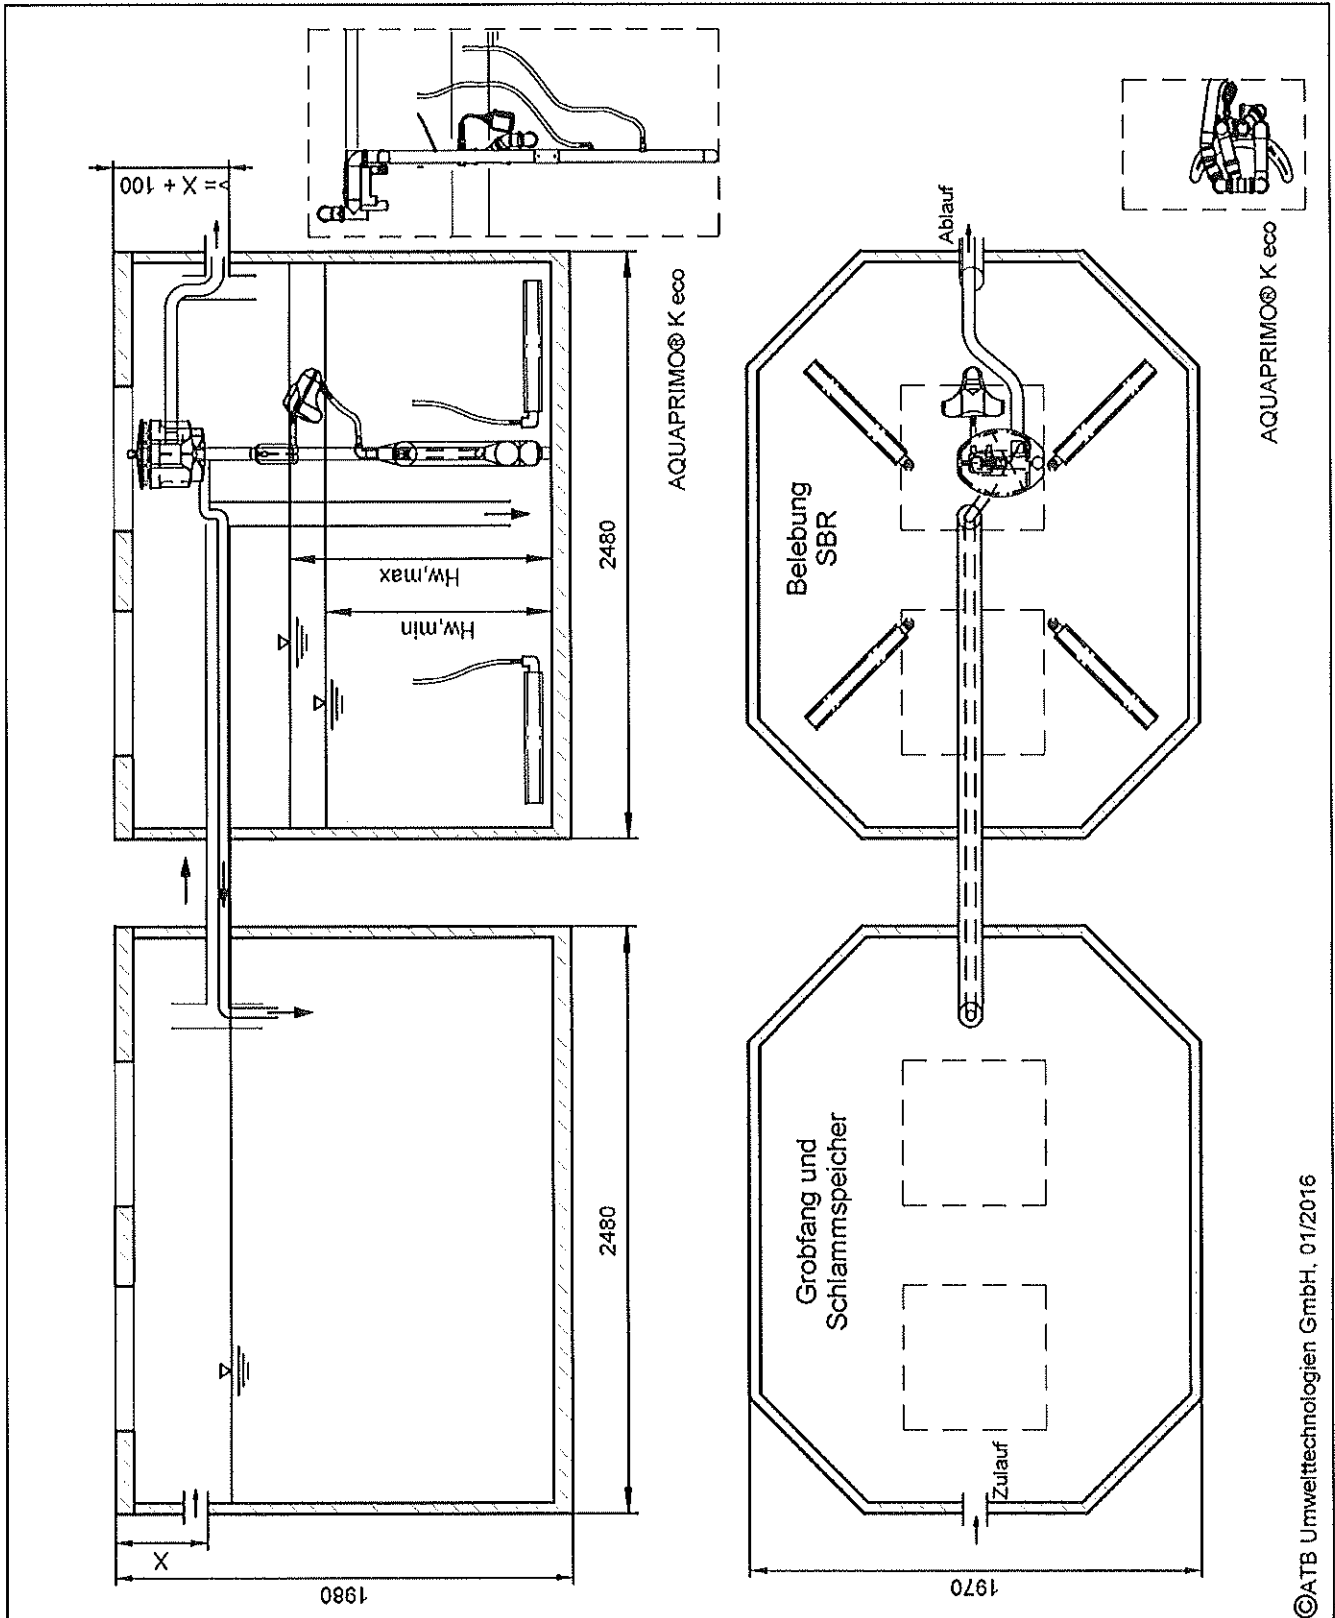 >= X + 100
AQUAPRIMO® K eco
Hw,max
Hw,min
2480
2480
X
1980
Ablauf
AQUAPRIMO® K eco
Belebung
SBR
Grobfang und
Schlammspeicher
Zulauf
1970
©ATB Umwelttechnologien GmbH, 01/2016